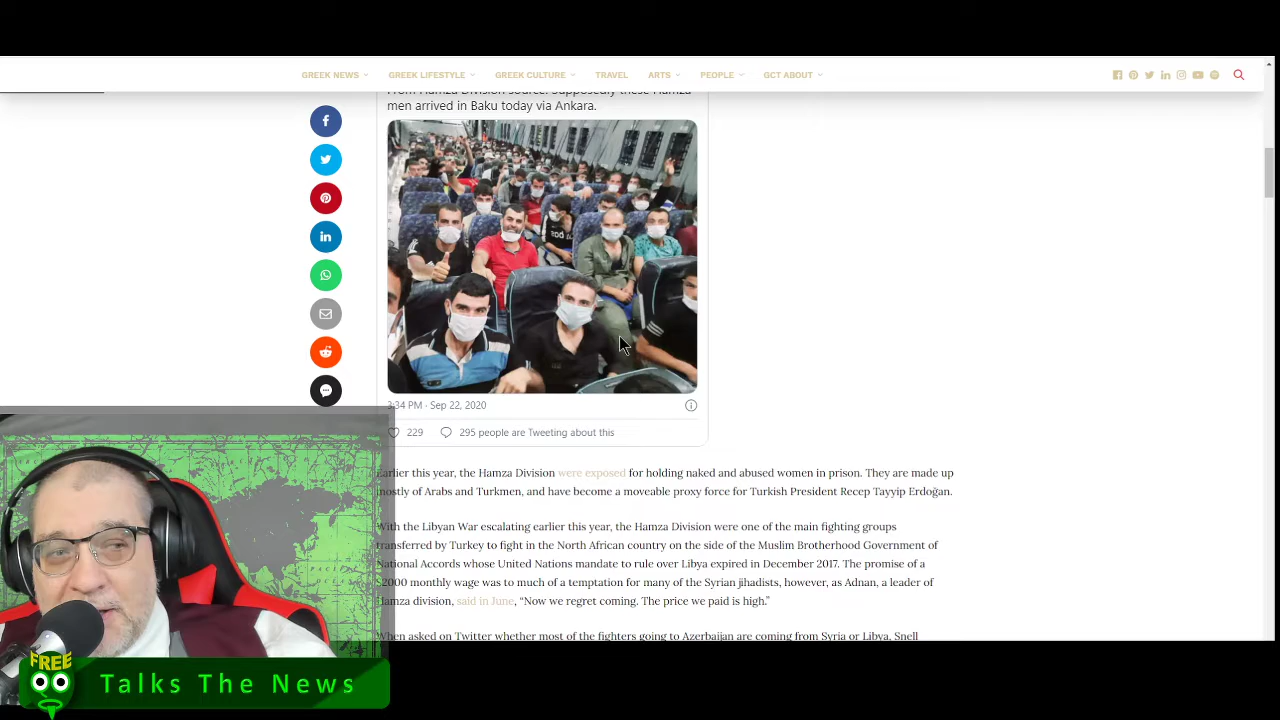 GREEK NEWS GREEK LIFESTYLE GREEK CULTURE TRAVEL ARTS PEOPLE GCT ABOUT
From Hamza Division source: Supposedly these Hamza
men arrived in Baku today via Ankara.
3:34 PM · Sep 22, 2020
229 295 people are Tweeting about this
Earlier this year, the Hamza Division were exposed for holding naked and abused women in prison. They are made up
mostly of Arabs and Turkmen, and have become a moveable proxy force for Turkish President Recep Tayyip Erdoğan.
With the Libyan War escalating earlier this year, the Hamza Division were one of the main fighting groups
transferred by Turkey to fight in the North African country on the side of the Muslim Brotherhood Government of
National Accords whose United Nations mandate to rule over Libya expired in December 2017. The promise of a
$2000 monthly wage was to much of a temptation for many of the Syrian jihadists, however, as Adnan, a leader of
Hamza division, said in June, “Now we regret coming. The price we paid is high.”
When asked on Twitter whether most of the fighters going to Azerbaijan are coming from Syria or Libya, Snell
FREE
Talks The News